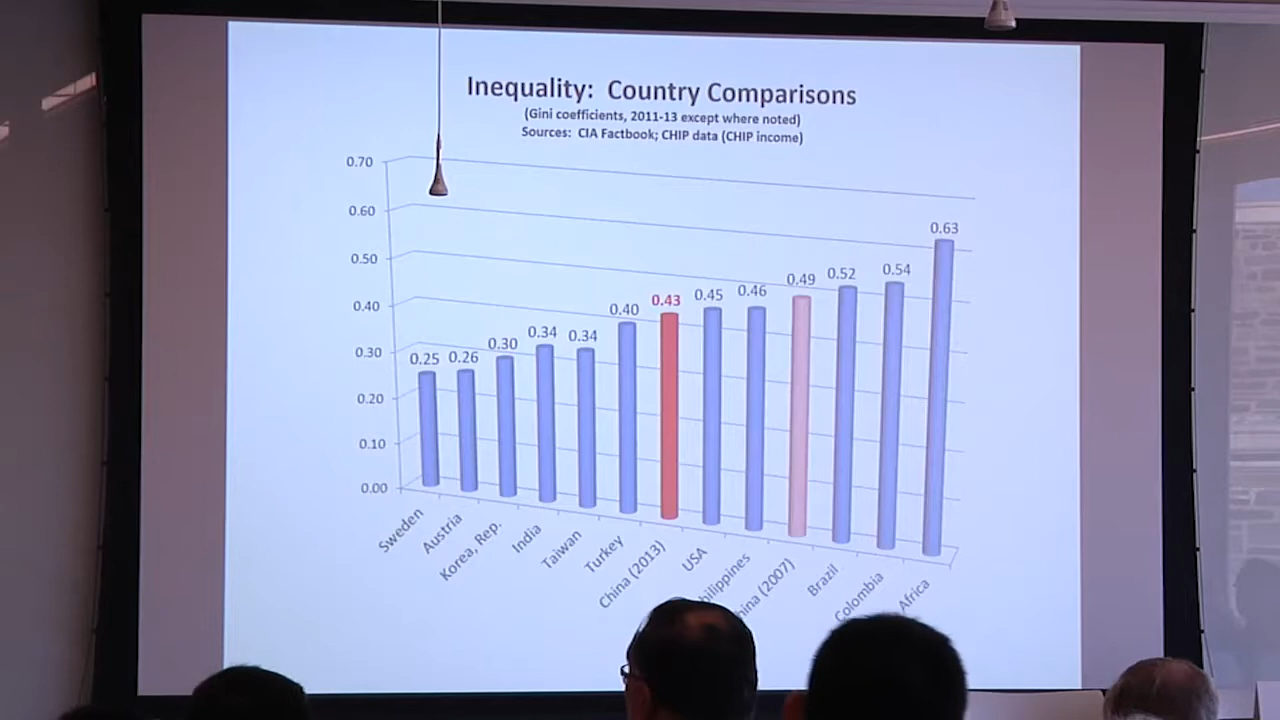 Inequality: Country Comparisons
(Gini coefficients, 2011-13 except where noted)
Sources: CIA Factbook; CHIP data (CHIP income)
0.70
0.60
0.50
0.40
0.30
0.20
0.10
0.00
0.25
0.26
0.30
0.34
0.34
0.40
0.43
0.45
0.46
0.49
0.52
0.54
0.63
Sweden
Austria
Korea, Rep.
India
Taiwan
Turkey
China (2013)
USA
hilippines
hina (2007)
Brazil
Colombia
Africa